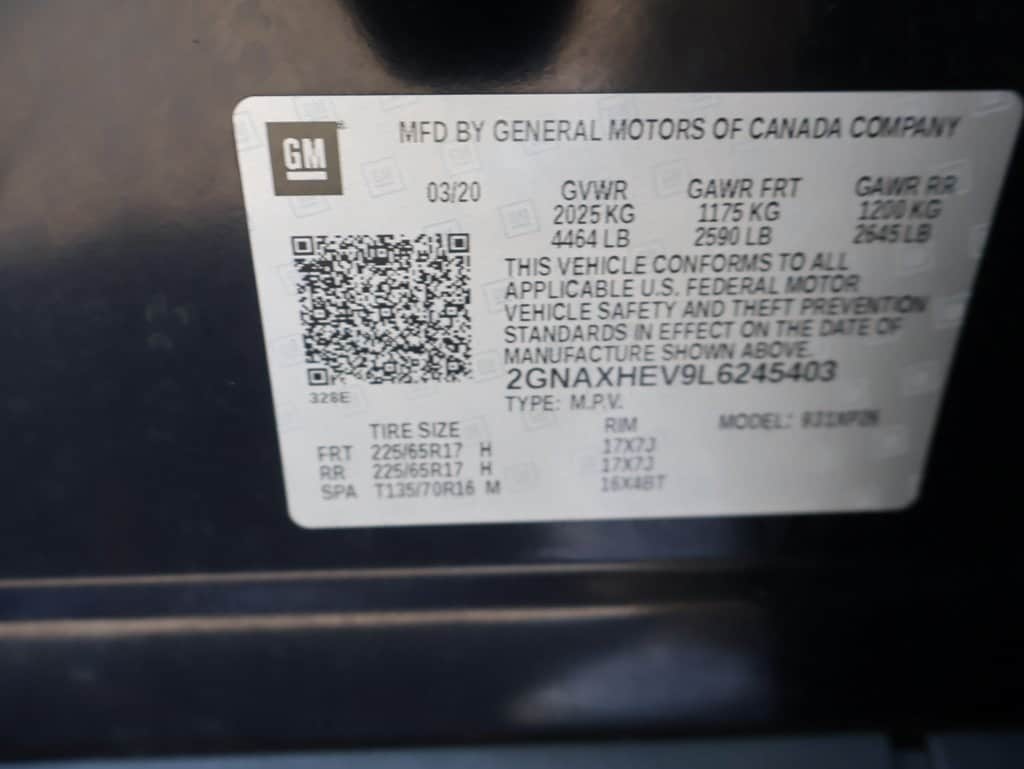 GM
MFD BY GENERAL MOTORS OF CANADA COMPANY
03/20 GVWR GAWR FRT GAWR RR
2025 KG 1175 KG 1200 KG
4464 LB 2590 LB 2645 LB
THIS VEHICLE CONFORMS TO ALL
APPLICABLE U.S. FEDERAL MOTOR
VEHICLE SAFETY AND THEFT PREVENTION
STANDARDS IN EFFECT ON THE DATE OF
MANUFACTURE SHOWN ABOVE.
2GNAXHEV9L6245403
328E
TYPE: M.P.V.
TIRE SIZE RIM MODEL:
FRT 225/65R17 H 17X7J
RR 225/65R17 H 17X7J
SPA T135/70R16 M 16X4BT